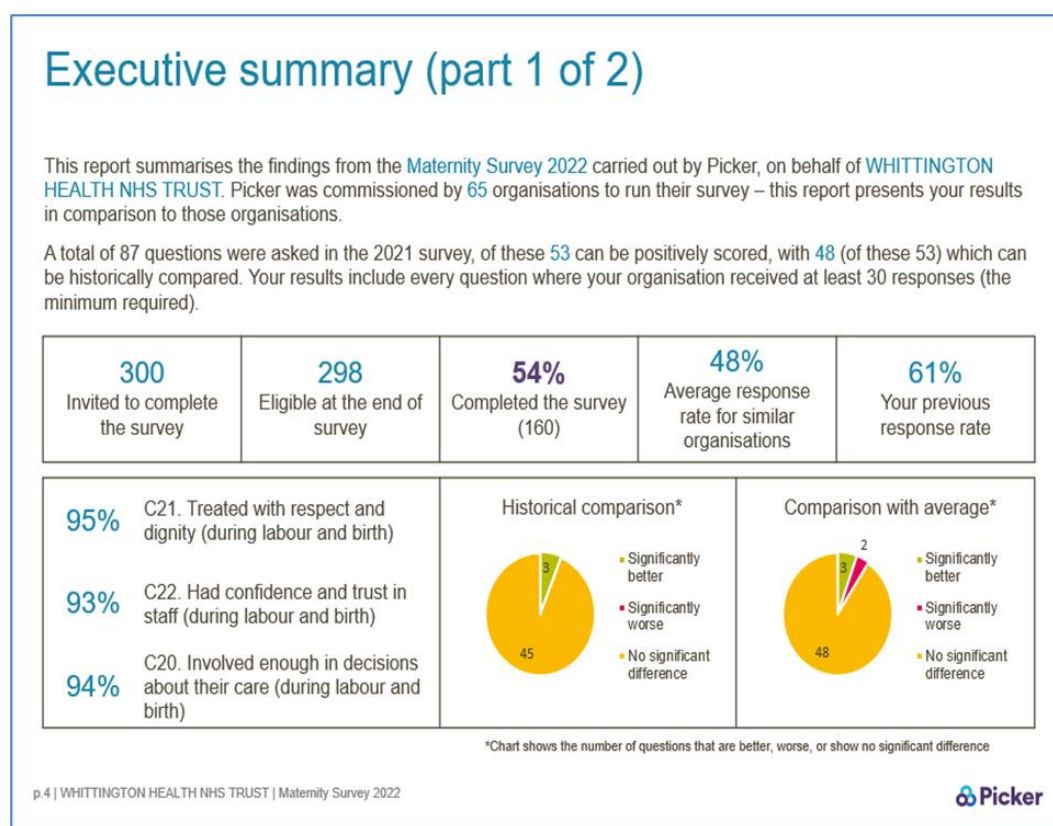 Executive summary (part 1 of 2)
This report summarises the findings from the Maternity Survey 2022 carried out by Picker, on behalf of WHITTINGTON
HEALTH NHS TRUST. Picker was commissioned by 65 organisations to run their survey – this report presents your results
in comparison to those organisations.
A total of 87 questions were asked in the 2021 survey, of these 53 can be positively scored, with 48 (of these 53) which can
be historically compared. Your results include every question where your organisation received at least 30 responses (the
minimum required).
300
Invited to complete
the survey
298
Eligible at the end of
survey
54%
Completed the survey
(160)
48%
Average response
rate for similar
organisations
61%
Your previous
response rate
95%
C21. Treated with respect and
dignity (during labour and birth)
93%
C22. Had confidence and trust in
staff (during labour and birth)
94%
C20. Involved enough in decisions
about their care (during labour and
birth)
Historical comparison*
3
45
Significantly
better
Significantly
worse
No significant
difference
Comparison with average*
2
3
48
Significantly
better
Significantly
worse
No significant
difference
*Chart shows the number of questions that are better, worse, or show no significant difference
p.4 | WHITTINGTON HEALTH NHS TRUST | Maternity Survey 2022
Picker